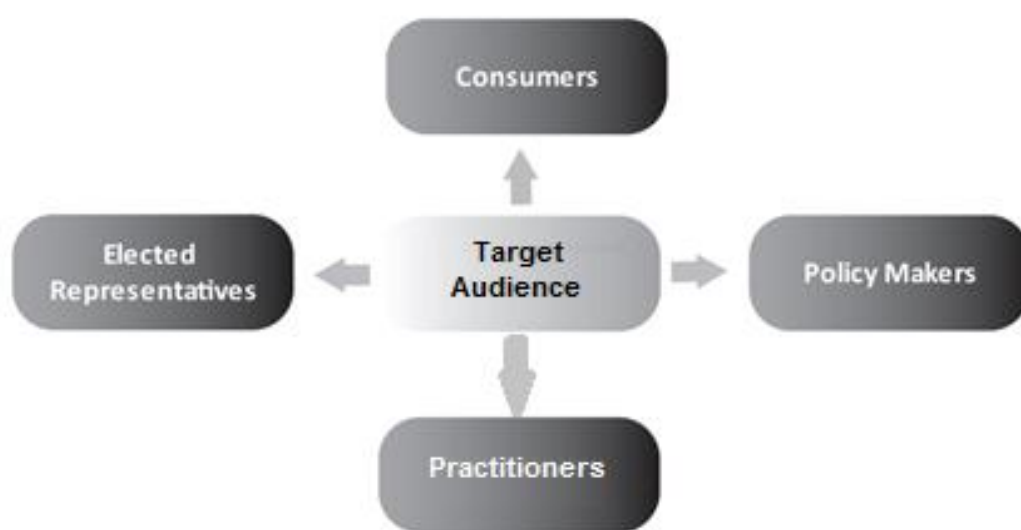 Consumers
Elected
Representatives
Target
Audience
Policy Makers
Practitioners